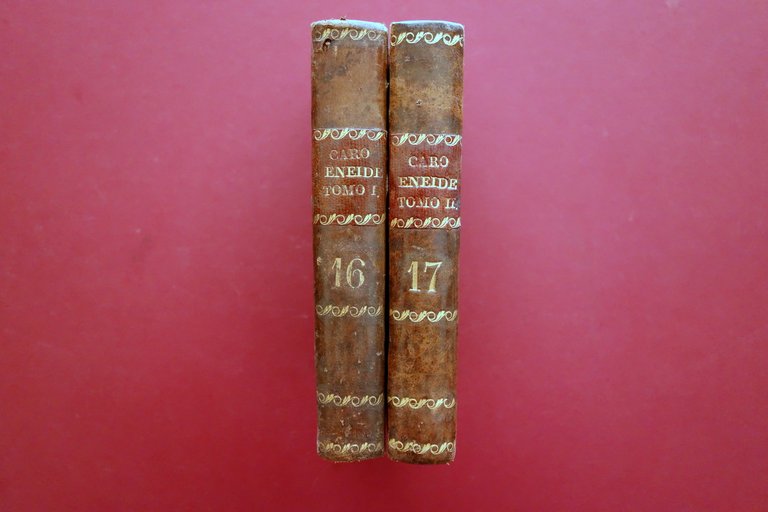 CARO
ENEIDE
TOMO I
16
CARO
ENEIDE
TOMO II.
17